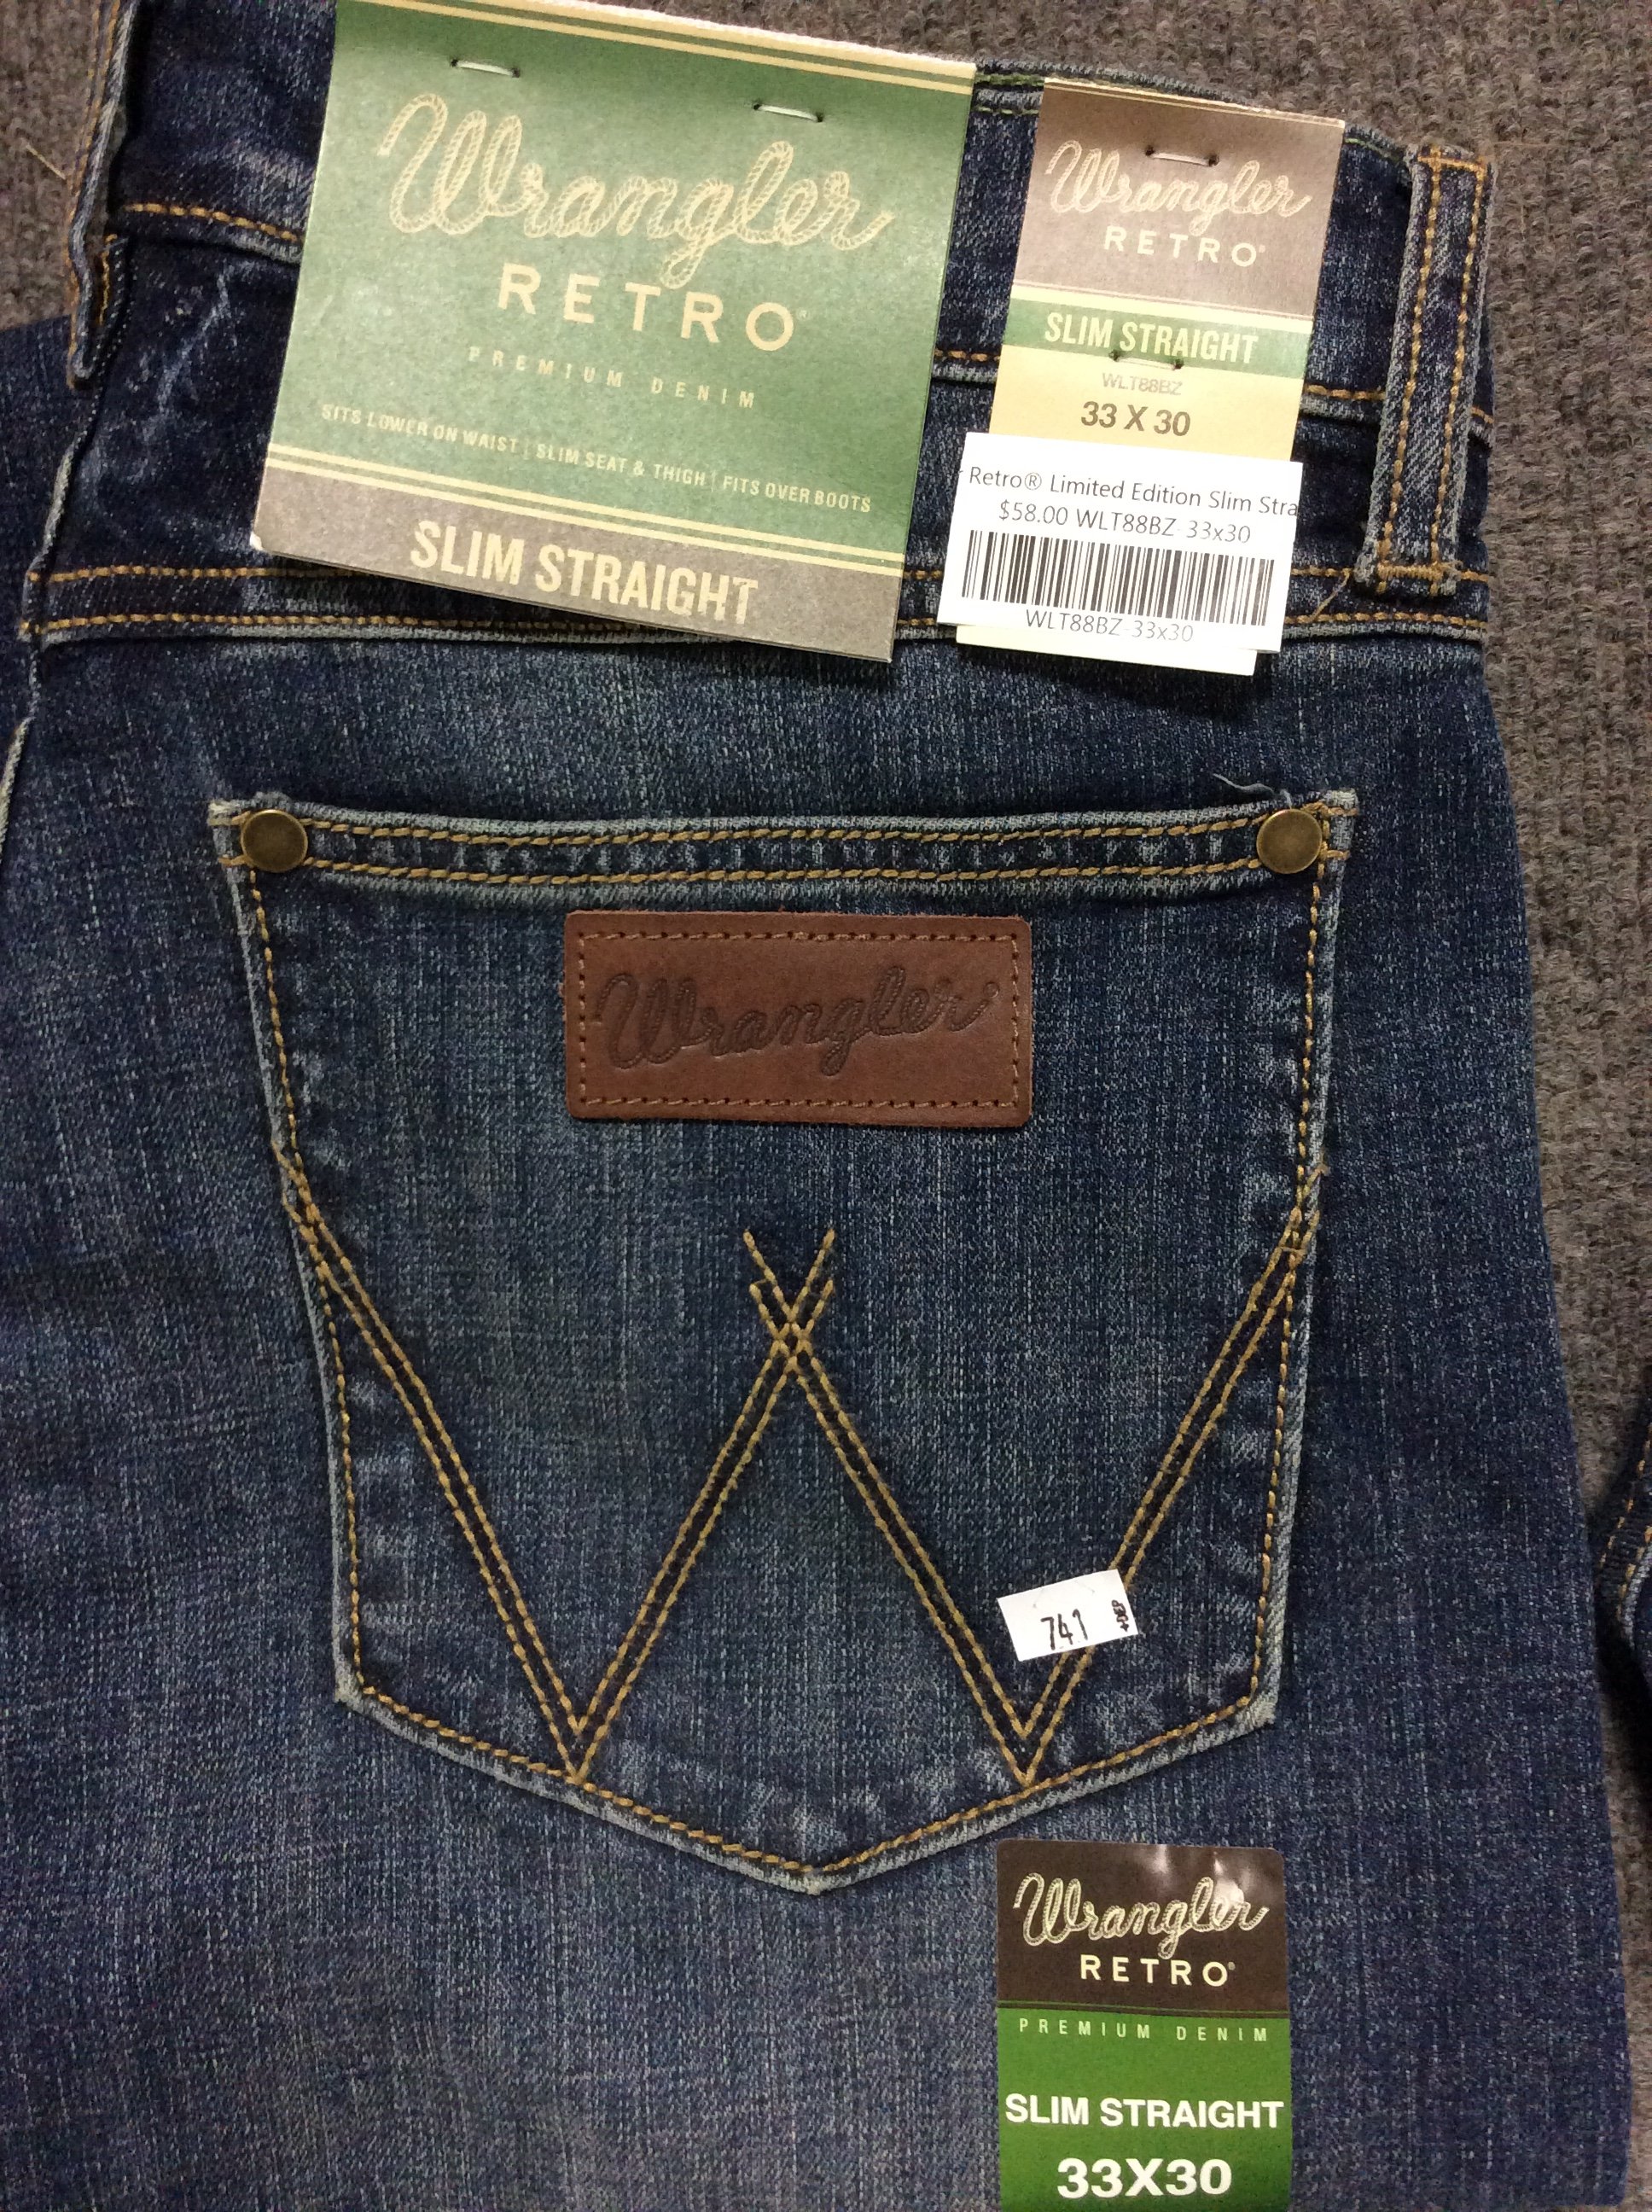 Wrangler
RETRO®
PREMIUM DENIM
SITS LOWER ON WAIST | SLIM SEAT & THIGH | FITS OVER BOOTS
SLIM STRAIGHT
Wrangler
RETRO®
SLIM STRAIGHT
WLT88BZ
33 X 30
Retro® Limited Edition Slim Stra
$58.00 WLT88BZ-33x30
WLT88BZ-33x30
Wrangler
741
+DEP
Wrangler
RETRO®
PREMIUM DENIM
SLIM STRAIGHT
33X30